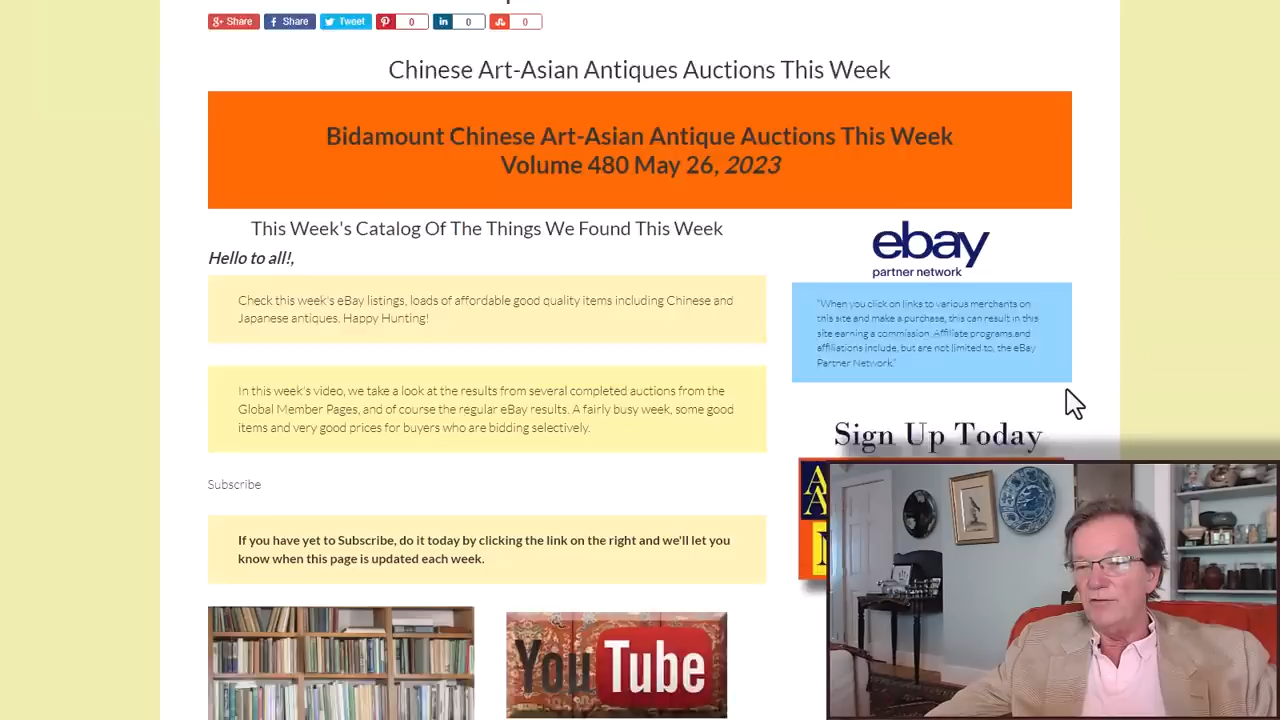 Share
Share
Tweet
0
0
0
Chinese Art-Asian Antiques Auctions This Week
Bidamount Chinese Art-Asian Antique Auctions This Week
Volume 480 May 26, 2023
This Week's Catalog Of The Things We Found This Week
Hello to all!,
Check this week's eBay listings, loads of affordable good quality items including Chinese and
Japanese antiques. Happy Hunting!
In this week's video, we take a look at the results from several completed auctions from the
Global Member Pages, and of course the regular eBay results. A fairly busy week, some good
items and very good prices for buyers who are bidding selectively.
Subscribe
If you have yet to Subscribe, do it today by clicking the link on the right and we'll let you
know when this page is updated each week.
YouTube
ebay
partner network
"When you click on links to various merchants on
this site and make a purchase, this can result in this
site earning a commission. Affiliate programs and
affiliations include, but are not limited to, the eBay
Partner Network."
Sign Up Today